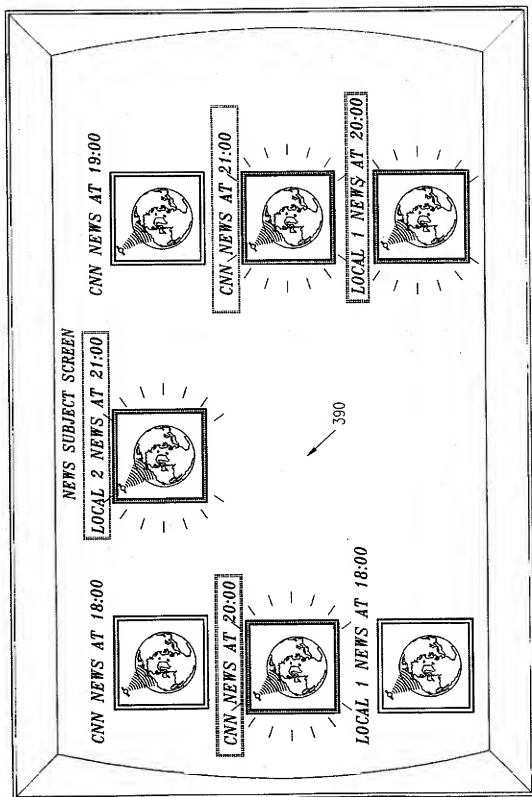 NEWS SUBJECT SCREEN
CNN NEWS AT 18:00
LOCAL 2 NEWS AT 21:00
CNN NEWS AT 19:00
CNN NEWS AT 20:00
CNN NEWS AT 21:00
LOCAL 1 NEWS AT 18:00
LOCAL 1 NEWS AT 20:00
390